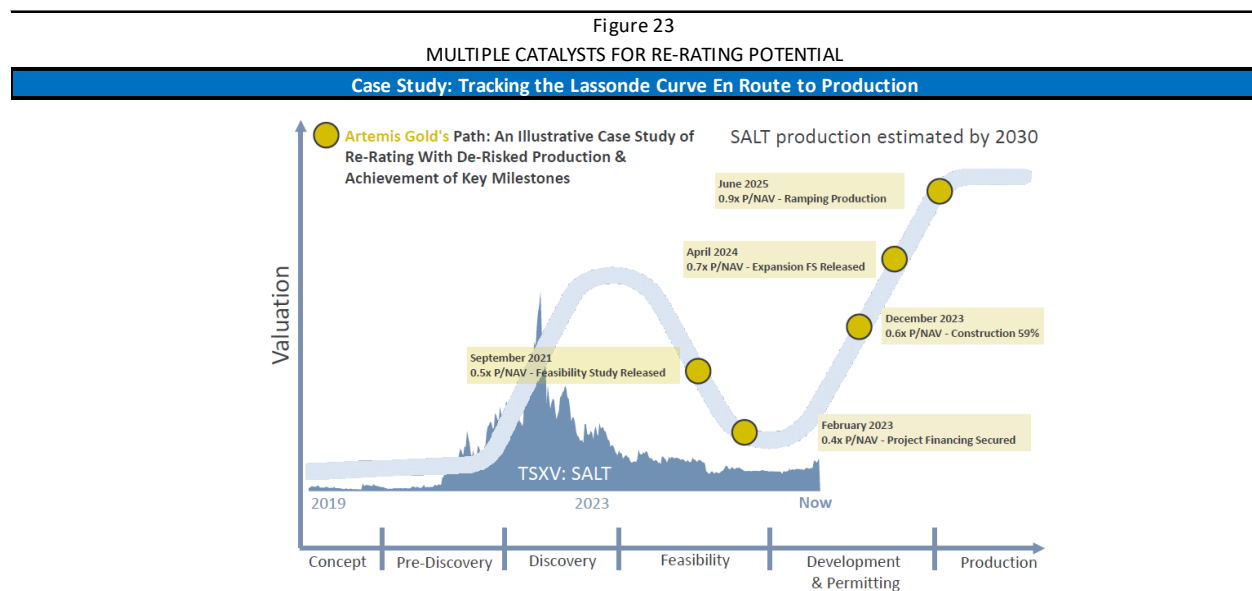 Figure 23
MULTIPLE CATALYSTS FOR RE-RATING POTENTIAL
Case Study: Tracking the Lassonde Curve En Route to Production
Artemis Gold's Path: An Illustrative Case Study of
Re-Rating With De-Risked Production &
Achievement of Key Milestones
SALT production estimated by 2030
June 2025
0.9x P/NAV - Ramping Production
April 2024
0.7x P/NAV - Expansion FS Released
December 2023
0.6x P/NAV - Construction 59%
September 2021
0.5x P/NAV - Feasibility Study Released
February 2023
0.4x P/NAV - Project Financing Secured
Valuation
TSXV: SALT
2019
2023
Now
Concept
Pre-Discovery
Discovery
Feasibility
Development
& Permitting
Production